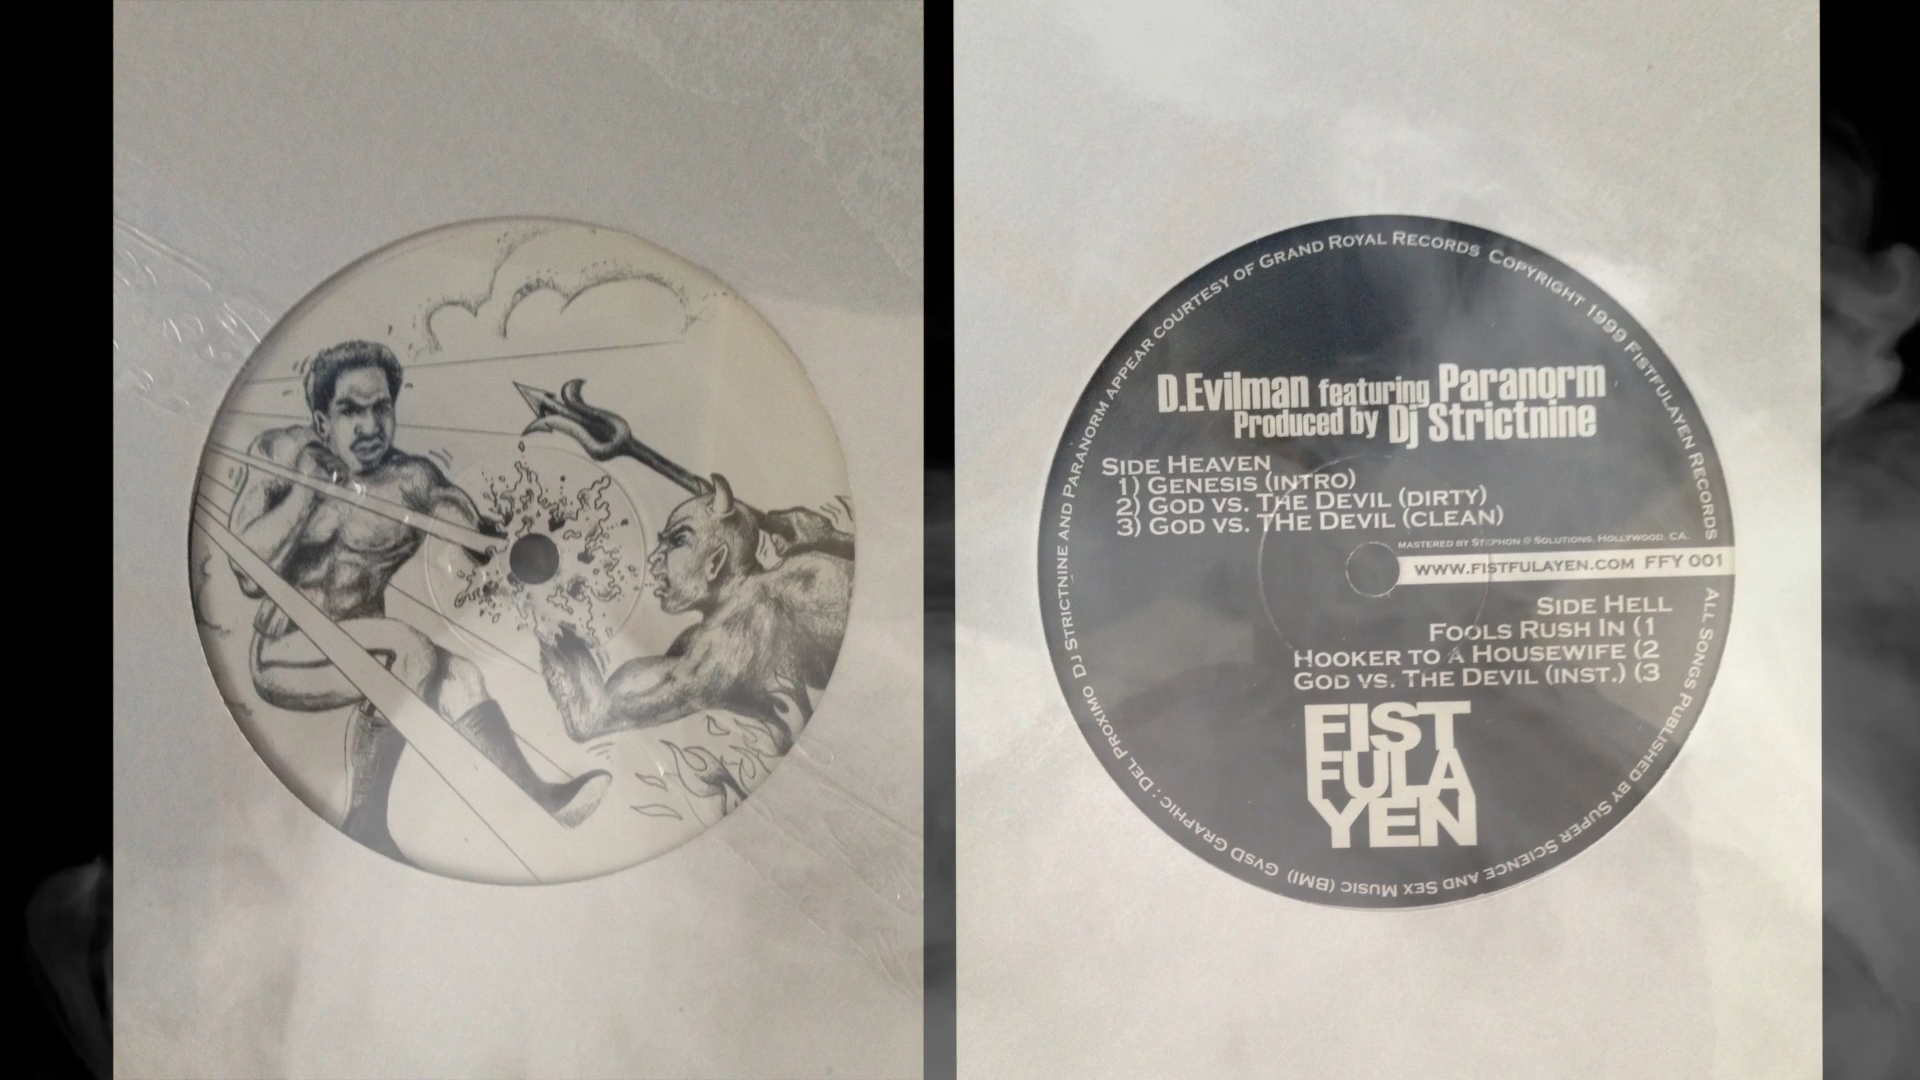 D.Evilman featuring Paranorm
Produced by Dj Strictnine
Side Heaven
1) Genesis (intro)
2) God vs. The Devil (dirty)
3) God vs. The Devil (clean)
mastered by Stephon @ Solutions, Hollywood, CA.
www.fistfulayen.com FFY 001
Side Hell
Fools Rush In (1
Hooker to a Housewife (2
God vs. The Devil (inst.) (3
FIST
FULA
YEN
Dj Strictnine and Paranorm appear courtesy of Grand Royal Records Copyright 1999 Fistfulayen Records
All Songs Published by Super Science and Sex Music (BMI) GvsD Graphic : Del Proximo